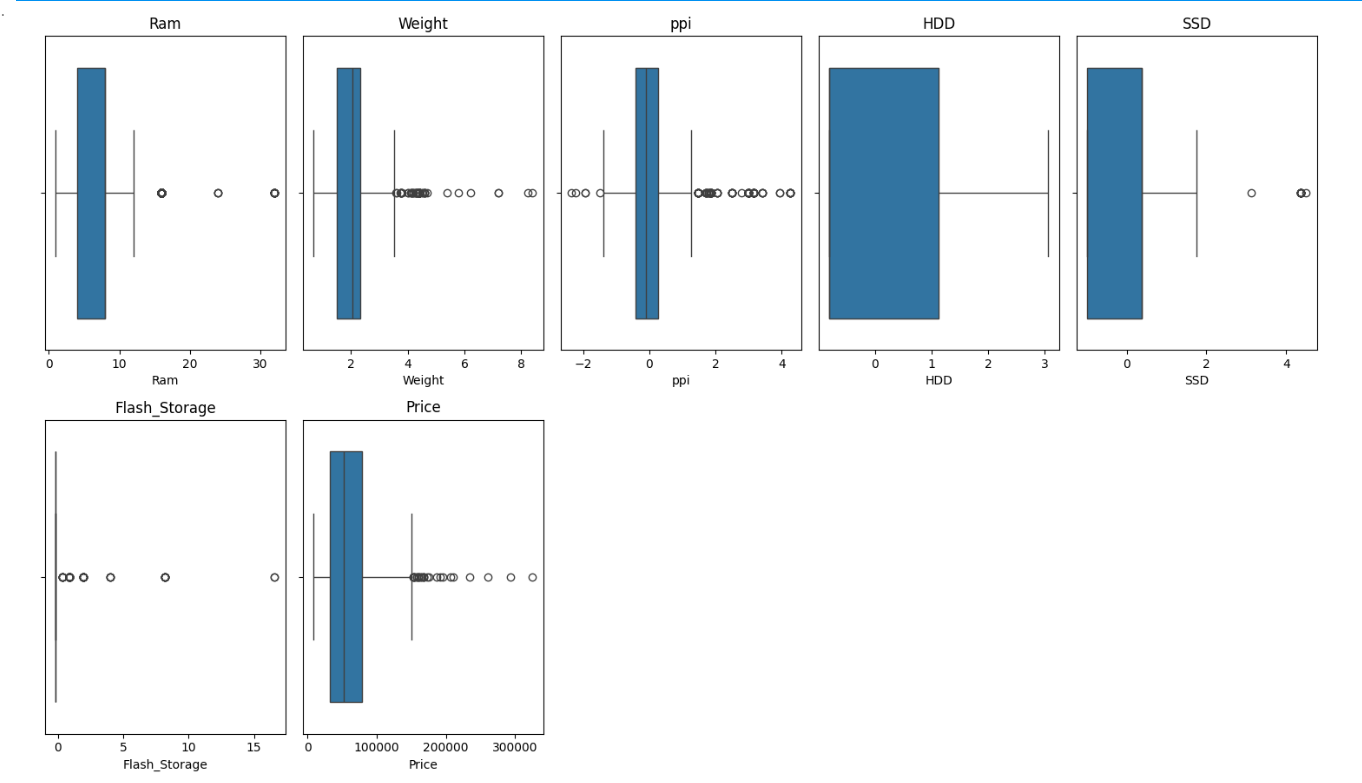 Ram Weight ppi HDD SSD
0 10 20 30 2 4 6 8 −2 0 2 4 0 1 2 3 0 2 4
Ram Weight ppi HDD SSD
Flash_Storage Price
0 5 10 15 0 100000 200000 300000
Flash_Storage Price